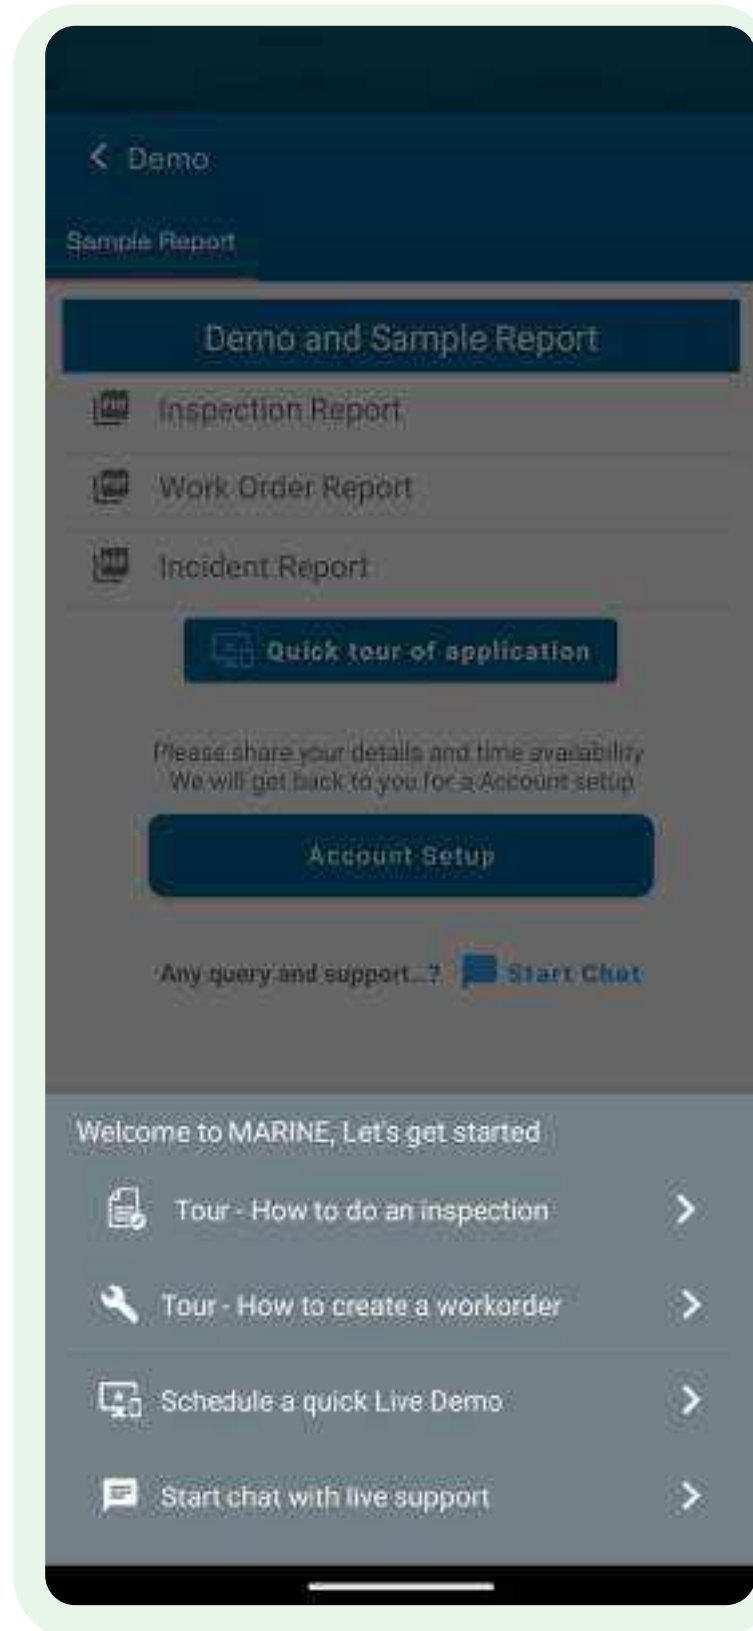 Demo
Sample Report
Demo and Sample Report
Inspection Report
Work Order Report
Incident Report
Quick tour of application
Please share your details and time availability
We will get back to you for a Account setup
Account Setup
Any query and support...? Start Chat
Welcome to MARINE, Let's get started
Tour - How to do an inspection
Tour - How to create a workorder
Schedule a quick Live Demo
Start chat with live support